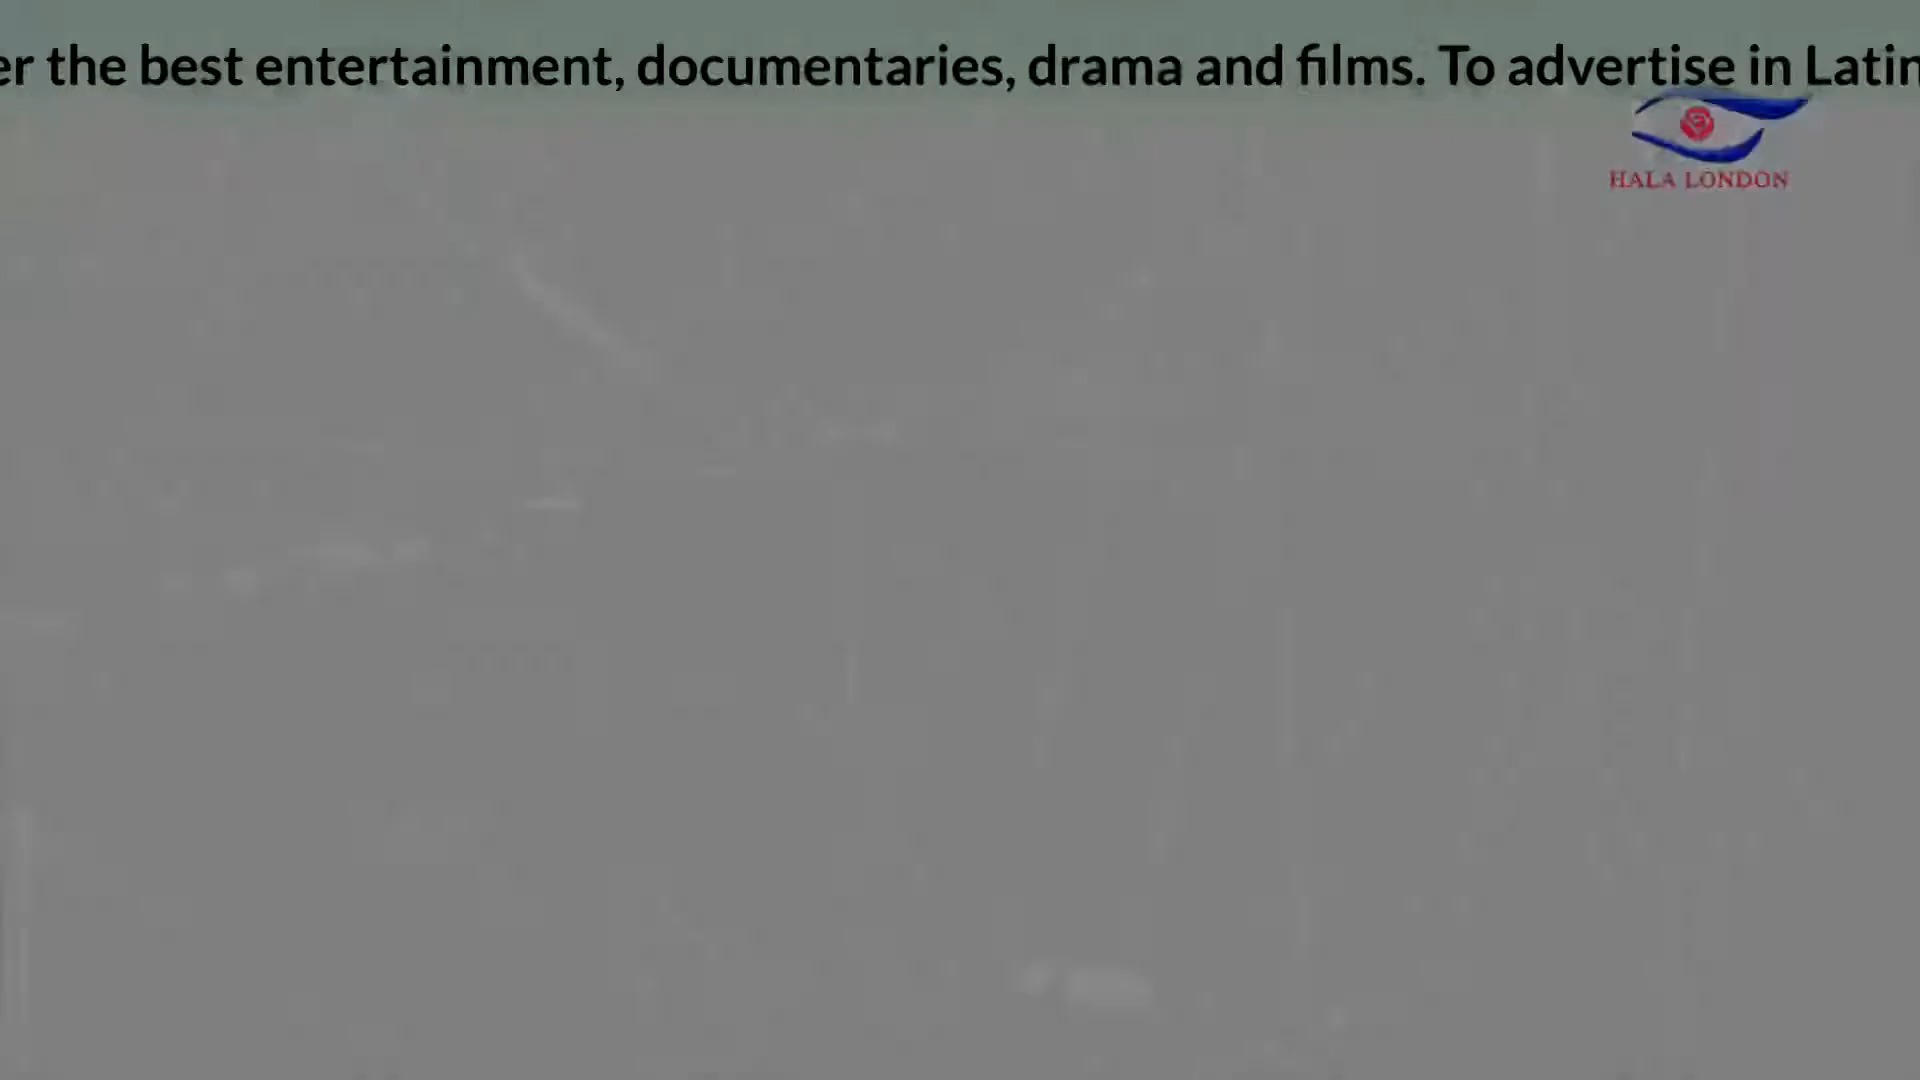 er the best entertainment, documentaries, drama and films. To advertise in Latin
HALA LONDON